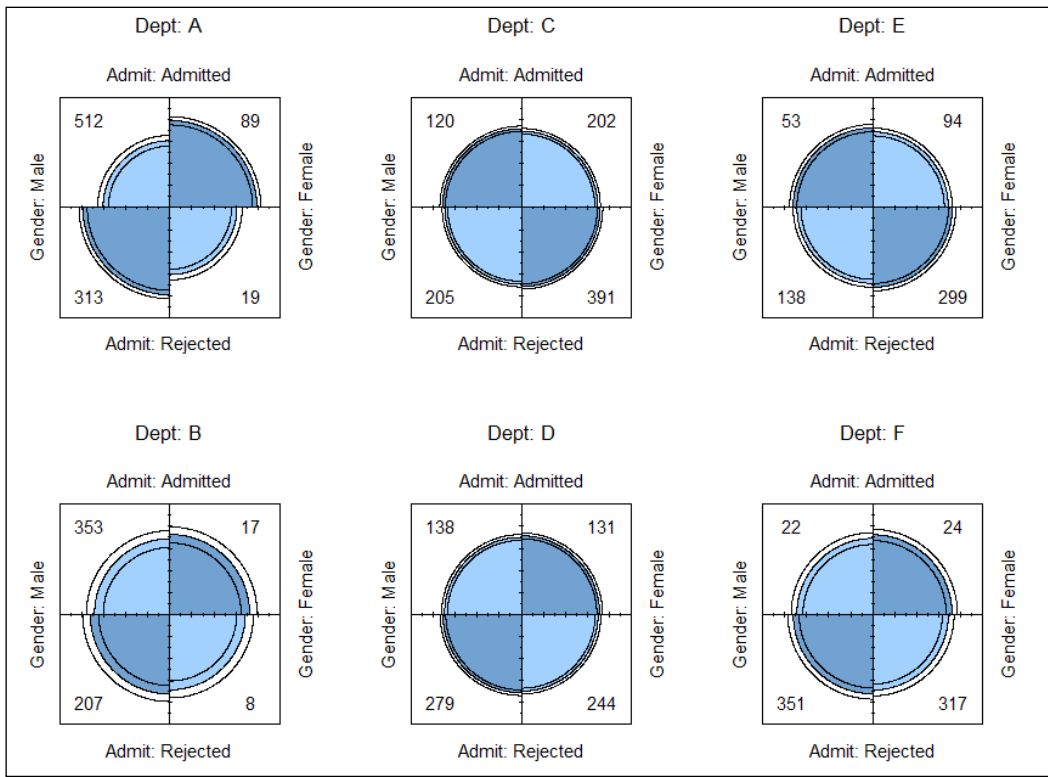 Dept: A
Admit: Admitted
512 89
Gender: Male
Gender: Female
313 19
Admit: Rejected
Dept: C
Admit: Admitted
120 202
Gender: Male
Gender: Female
205 391
Admit: Rejected
Dept: E
Admit: Admitted
53 94
Gender: Male
Gender: Female
138 299
Admit: Rejected
Dept: B
Admit: Admitted
353 17
Gender: Male
Gender: Female
207 8
Admit: Rejected
Dept: D
Admit: Admitted
138 131
Gender: Male
Gender: Female
279 244
Admit: Rejected
Dept: F
Admit: Admitted
22 24
Gender: Male
Gender: Female
351 317
Admit: Rejected